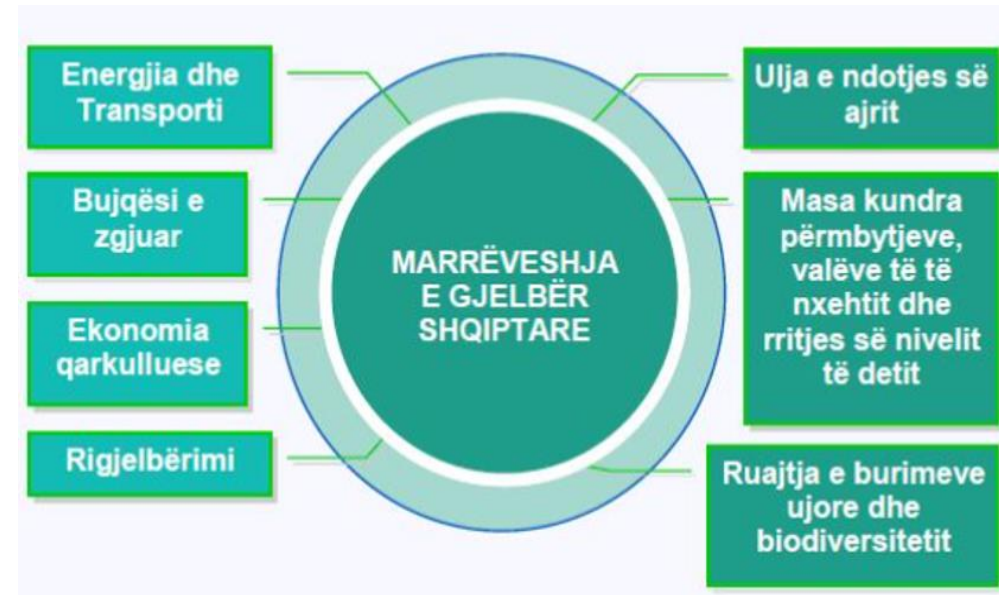 Energjia dhe
Transporti
Bujqësi e
zgjuar
Ekonomia
qarkulluese
Rigjelbërimi
MARRËVESHJA
E GJELBËR
SHQIPTARE
Ulja e ndotjes së
ajrit
Masa kundra
përmbytjeve,
valëve të të
nxehtit dhe
rritjes së nivelit
të detit
Ruajtja e burimeve
ujore dhe
biodiversitetit